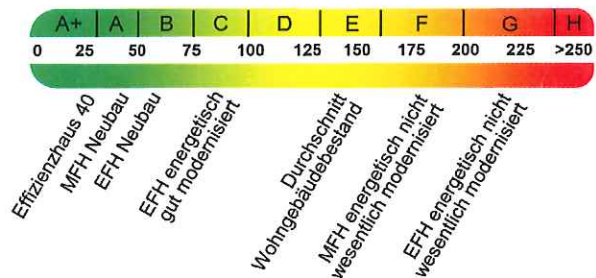 A+ A B C D E F G H
0 25 50 75 100 125 150 175 200 225 >250
Effizienzhaus 40
MFH Neubau
EFH Neubau
EFH energetisch
gut modernisiert
Durchschnitt
Wohngebäudebestand
MFH energetisch nicht
wesentlich modernisiert
EFH energetisch nicht
wesentlich modernisiert